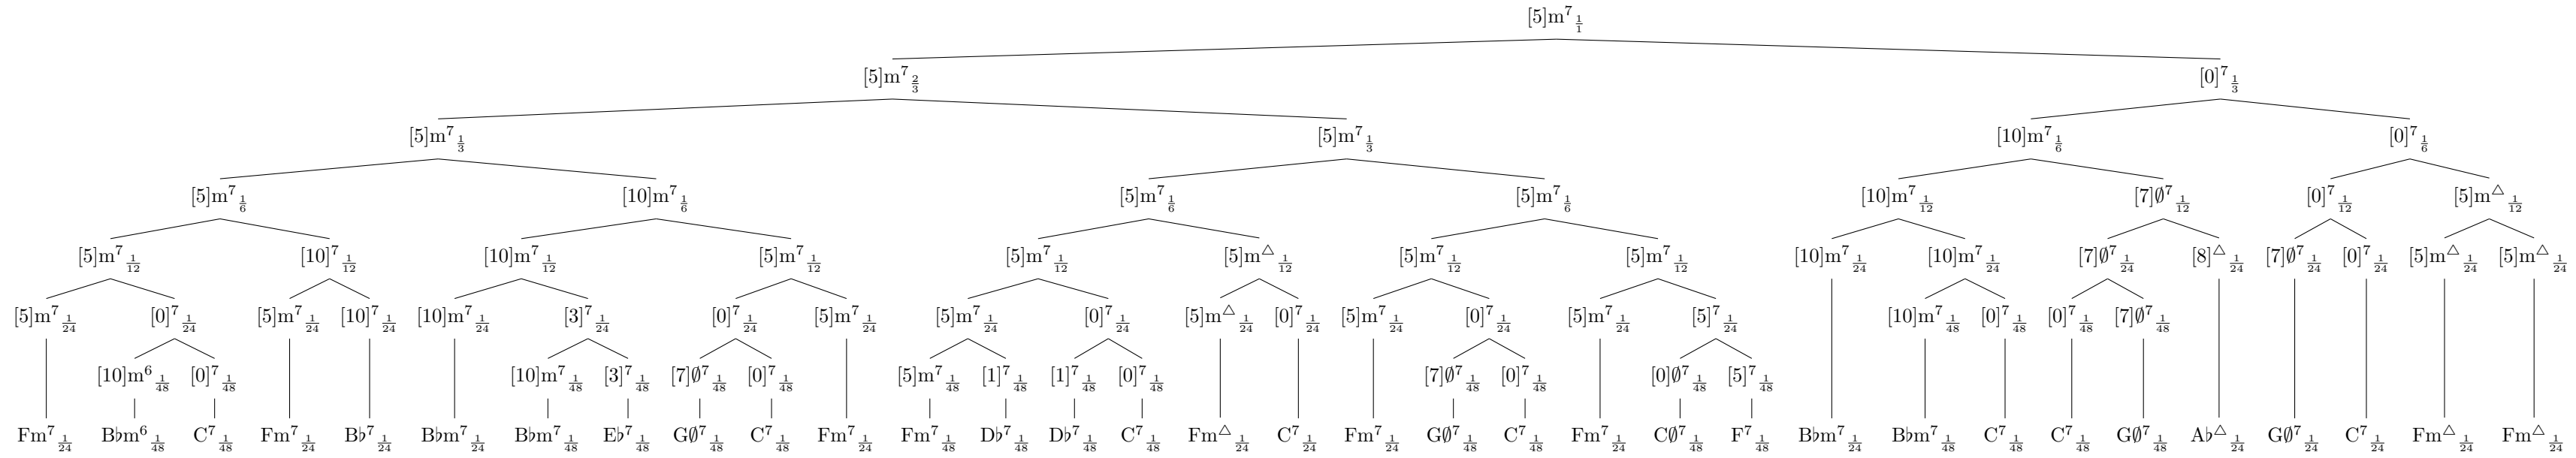 [5]m⁷ 1/1
[5]m⁷ 2/3 [0]⁷ 1/3
[5]m⁷ 1/3 [5]m⁷ 1/3 [10]m⁷ 1/6 [0]⁷ 1/6
[5]m⁷ 1/6 [10]m⁷ 1/6 [5]m⁷ 1/6 [5]m⁷ 1/6 [10]m⁷ 1/12 [7]∅⁷ 1/12 [0]⁷ 1/12 [5]m△ 1/12
[5]m⁷ 1/12 [10]⁷ 1/12 [10]m⁷ 1/12 [5]m⁷ 1/12 [5]m⁷ 1/12 [5]m△ 1/12 [5]m⁷ 1/12 [5]m⁷ 1/12 [10]m⁷ 1/24 [10]m⁷ 1/24 [7]∅⁷ 1/24 [8]△ 1/24 [7]∅⁷ 1/24 [0]⁷ 1/24 [5]m△ 1/24 [5]m△ 1/24
[5]m⁷ 1/24 [0]⁷ 1/24 [5]m⁷ 1/24 [10]⁷ 1/24 [10]m⁷ 1/24 [3]⁷ 1/24 [0]⁷ 1/24 [5]m⁷ 1/24 [5]m⁷ 1/24 [0]⁷ 1/24 [5]m△ 1/24 [0]⁷ 1/24 [5]m⁷ 1/24 [0]⁷ 1/24 [5]m⁷ 1/24 [5]⁷ 1/24 [10]m⁷ 1/48 [0]⁷ 1/48 [0]⁷ 1/48 [7]∅⁷ 1/48
[10]m⁶ 1/48 [0]⁷ 1/48 [10]m⁷ 1/48 [3]⁷ 1/48 [7]∅⁷ 1/48 [0]⁷ 1/48 [5]m⁷ 1/48 [1]⁷ 1/48 [1]⁷ 1/48 [0]⁷ 1/48 [7]∅⁷ 1/48 [0]⁷ 1/48 [0]∅⁷ 1/48 [5]⁷ 1/48
Fm⁷ 1/24 B♭m⁶ 1/48 C⁷ 1/48 Fm⁷ 1/24 B♭⁷ 1/24 B♭m⁷ 1/24 B♭m⁷ 1/48 E♭⁷ 1/48 G∅⁷ 1/48 C⁷ 1/48 Fm⁷ 1/24 Fm⁷ 1/48 D♭⁷ 1/48 D♭⁷ 1/48 C⁷ 1/48 Fm△ 1/24 C⁷ 1/24 Fm⁷ 1/24 G∅⁷ 1/48 C⁷ 1/48 Fm⁷ 1/24 C∅⁷ 1/48 F⁷ 1/48 B♭m⁷ 1/24 B♭m⁷ 1/48 C⁷ 1/48 C⁷ 1/48 G∅⁷ 1/48 A♭△ 1/24 G∅⁷ 1/24 C⁷ 1/24 Fm△ 1/24 Fm△ 1/24